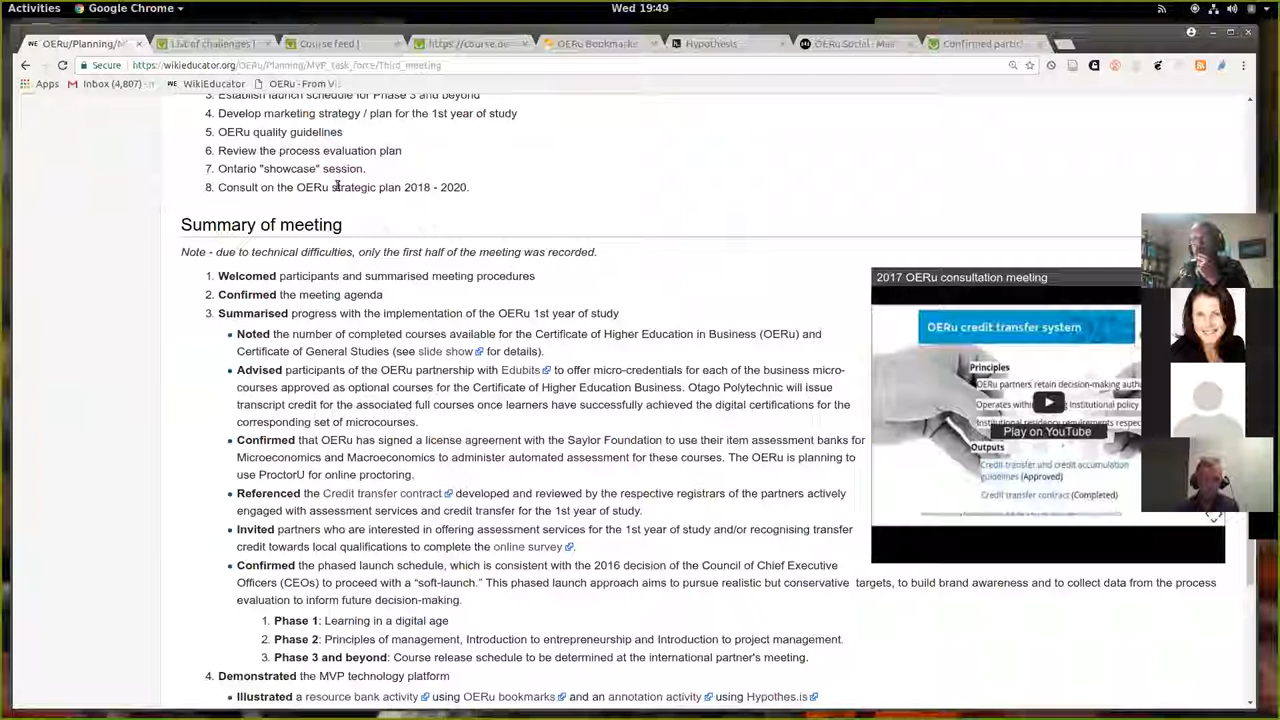 Activities
Google Chrome
Wed 19:49
OERu/Planning/M
List of challenges |
Course feed |
https://course.oe
OERu Bookmarks
Hypothesis
OERu Social - Mas
Confirmed partici
Secure https://wikieducator.org/OERu/Planning/MVP_task_force/Third_meeting
Apps
Inbox (4,807) -
WikiEducator
OERu - From Vi
3. Establish launch schedule for Phase 3 and beyond
4. Develop marketing strategy / plan for the 1st year of study
5. OERu quality guidelines
6. Review the process evaluation plan
7. Ontario "showcase" session.
8. Consult on the OERu strategic plan 2018 - 2020.
Summary of meeting
Note - due to technical difficulties, only the first half of the meeting was recorded.
1. Welcomed participants and summarised meeting procedures
2. Confirmed the meeting agenda
3. Summarised progress with the implementation of the OERu 1st year of study
Noted the number of completed courses available for the Certificate of Higher Education in Business (OERu) and
Certificate of General Studies (see slide show for details).
Advised participants of the OERu partnership with Edubits to offer micro-credentials for each of the business micro-
courses approved as optional courses for the Certificate of Higher Education Business. Otago Polytechnic will issue
transcript credit for the associated courses once learners have successfully achieved the digital certifications for the
corresponding set of microcourses.
Confirmed that OERu has signed a license agreement with the Saylor Foundation to use their item assessment banks for
Microeconomics and Macroeconomics to administer automated assessment for these courses. The OERu is planning to
use ProctorU for online proctoring.
Referenced the Credit transfer contract developed and reviewed by the respective registrars of the partners actively
engaged with assessment services and credit transfer for the 1st year of study.
Invited partners who are interested in offering assessment services for the 1st year of study and/or recognising transfer
credit towards local qualifications to complete the online survey.
Confirmed the phased launch schedule, which is consistent with the 2016 decision of the Council of Chief Executive
Officers (CEOs) to proceed with a “soft-launch.” This phased launch approach aims to pursue realistic but conservative targets, to build brand awareness and to collect data from the process
evaluation to inform future decision-making.
1. Phase 1: Learning in a digital age
2. Phase 2: Principles of management, Introduction to entrepreneurship and Introduction to project management.
3. Phase 3 and beyond: Course release schedule to be determined at the international partner's meeting.
4. Demonstrated the MVP technology platform
Illustrated a resource bank activity using OERu bookmarks and an annotation activity using Hypothes.is
2017 OERu consultation meeting
OERu credit transfer system
Principles
OERu partners retain decision-making auth
Operates within existing institutional policy
Institutional residency requirements respec
Play on YouTube
Outputs
Credit transfer and credit accumulation
guidelines (Approved)
Credit transfer contract (Completed)